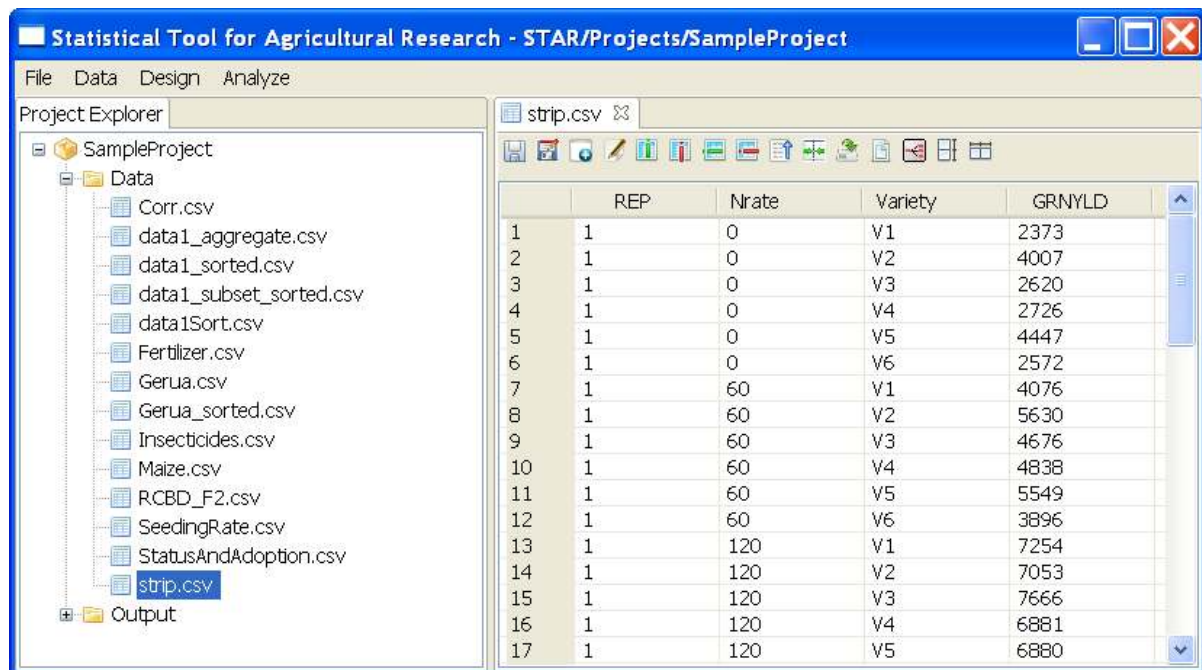 Statistical Tool for Agricultural Research - STAR/Projects/SampleProject
File Data Design Analyze
Project Explorer
SampleProject
Data
Corr.csv
data1_aggregate.csv
data1_sorted.csv
data1_subset_sorted.csv
data1Sort.csv
Fertilizer.csv
Gerua.csv
Gerua_sorted.csv
Insecticides.csv
Maize.csv
RCBD_F2.csv
SeedingRate.csv
StatusAndAdoption.csv
strip.csv
Output
strip.csv
REP Nrate Variety GRNYLD
1 1 0 V1 2373
2 1 0 V2 4007
3 1 0 V3 2620
4 1 0 V4 2726
5 1 0 V5 4447
6 1 0 V6 2572
7 1 60 V1 4076
8 1 60 V2 5630
9 1 60 V3 4676
10 1 60 V4 4838
11 1 60 V5 5549
12 1 60 V6 3896
13 1 120 V1 7254
14 1 120 V2 7053
15 1 120 V3 7666
16 1 120 V4 6881
17 1 120 V5 6880